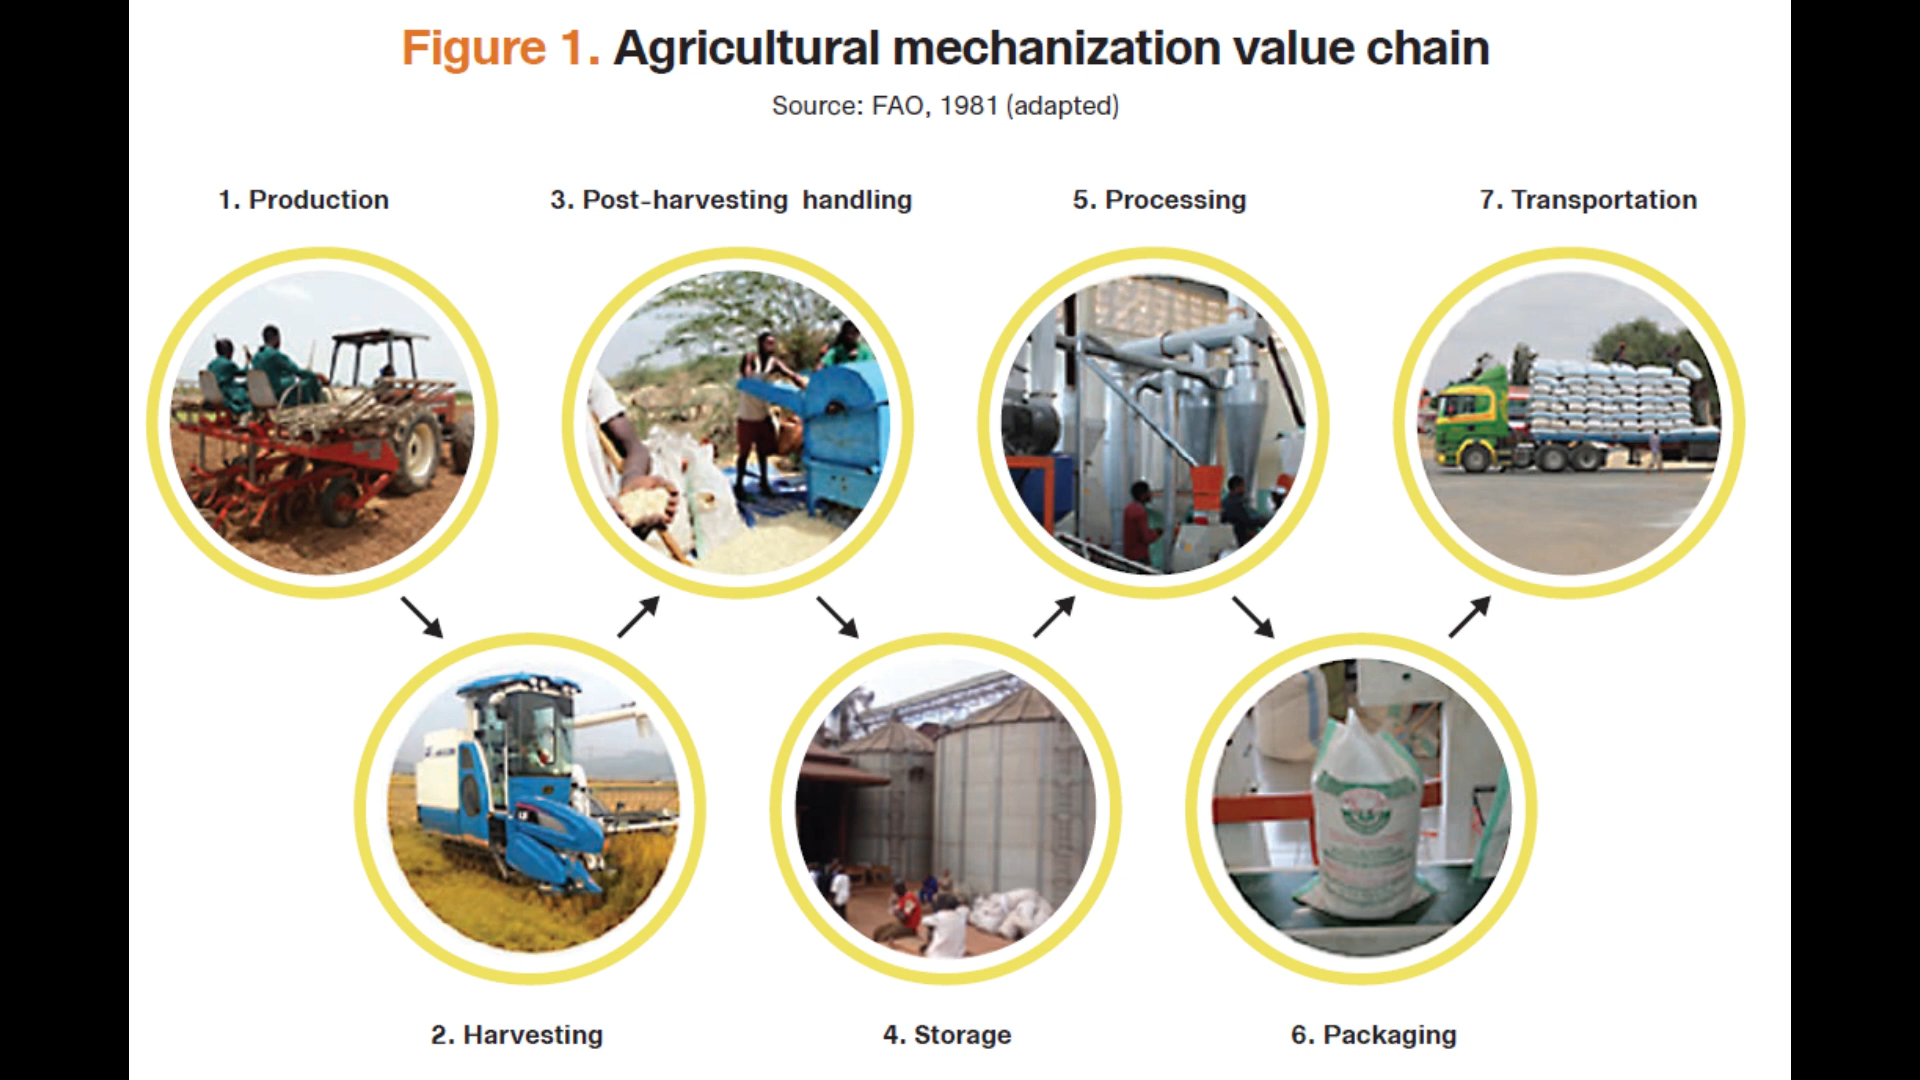 Figure 1. Agricultural mechanization value chain
Source: FAO, 1981 (adapted)
1. Production
3. Post-harvesting handling
5. Processing
7. Transportation
2. Harvesting
4. Storage
6. Packaging